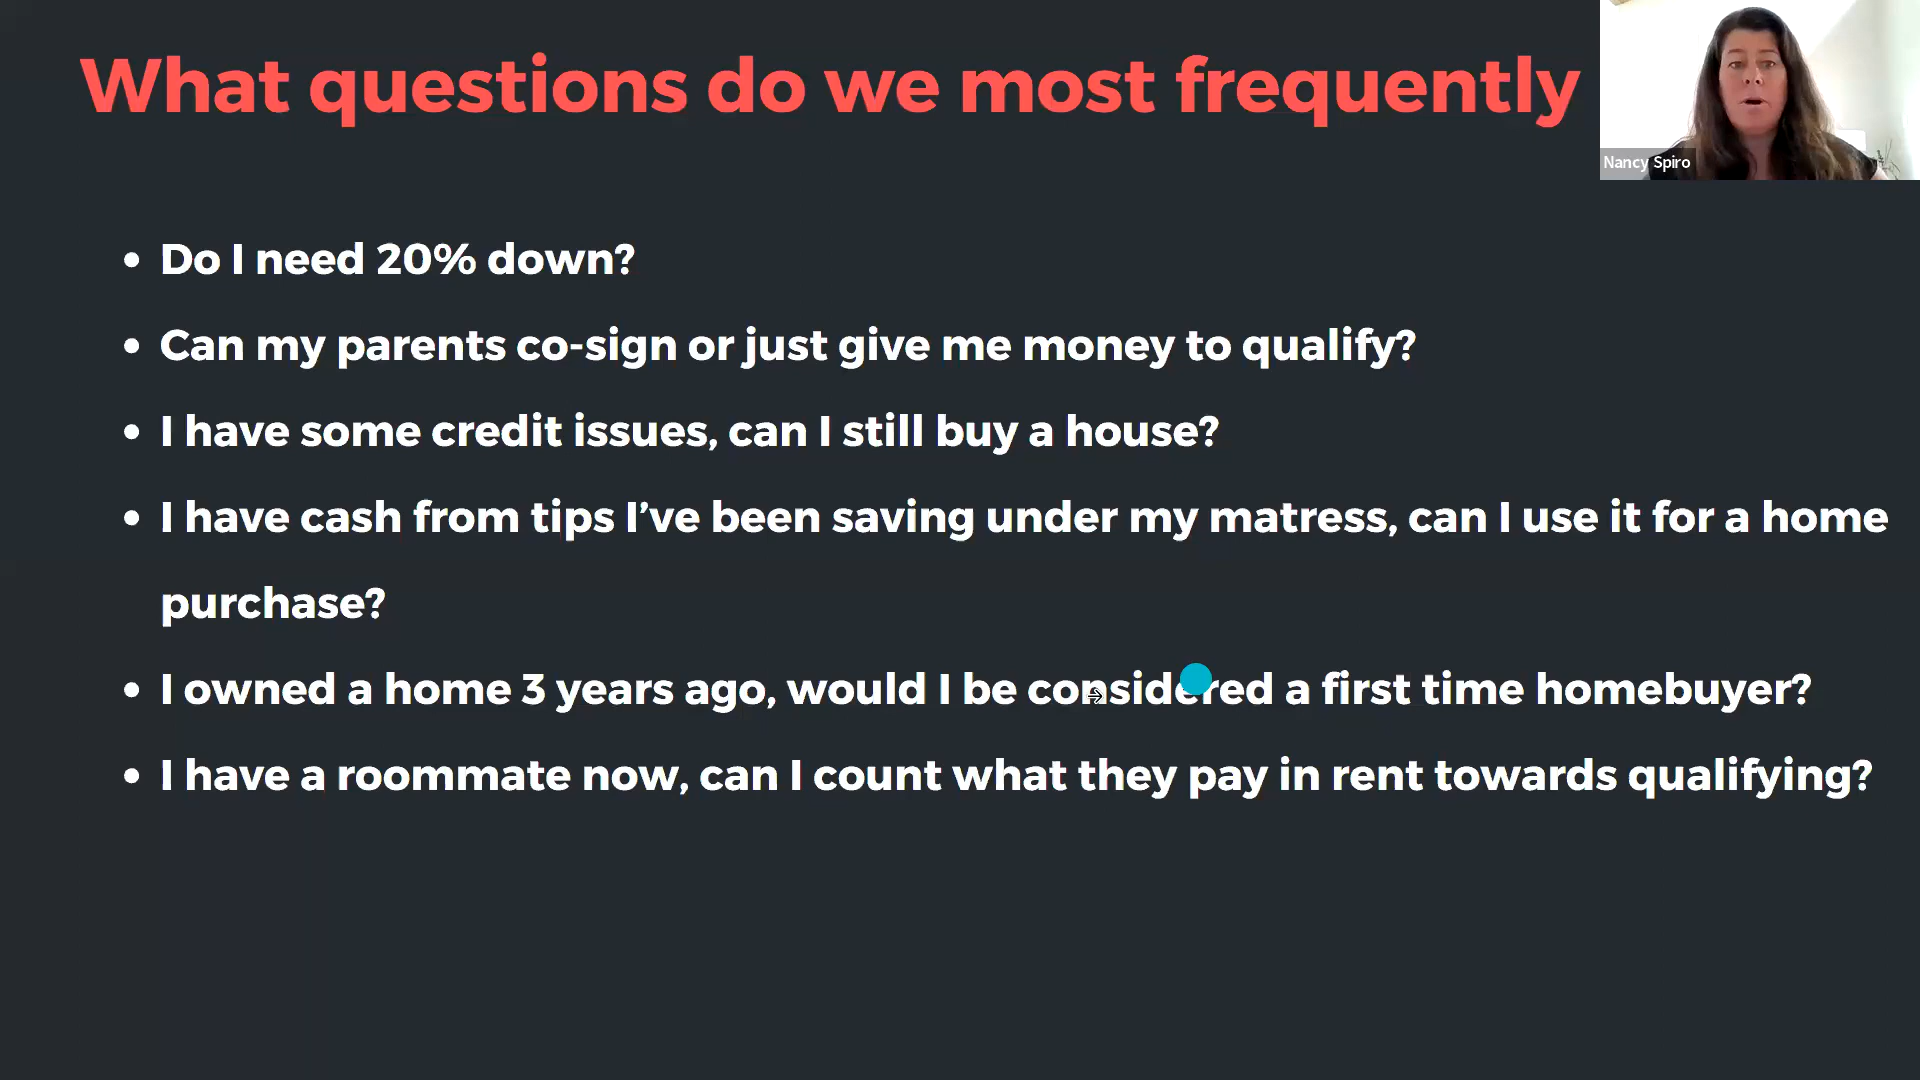 What questions do we most frequently
Nancy Spiro
• Do I need 20% down?
• Can my parents co-sign or just give me money to qualify?
• I have some credit issues, can I still buy a house?
• I have cash from tips I’ve been saving under my matress, can I use it for a home
purchase?
• I owned a home 3 years ago, would I be considered a first time homebuyer?
• I have a roommate now, can I count what they pay in rent towards qualifying?